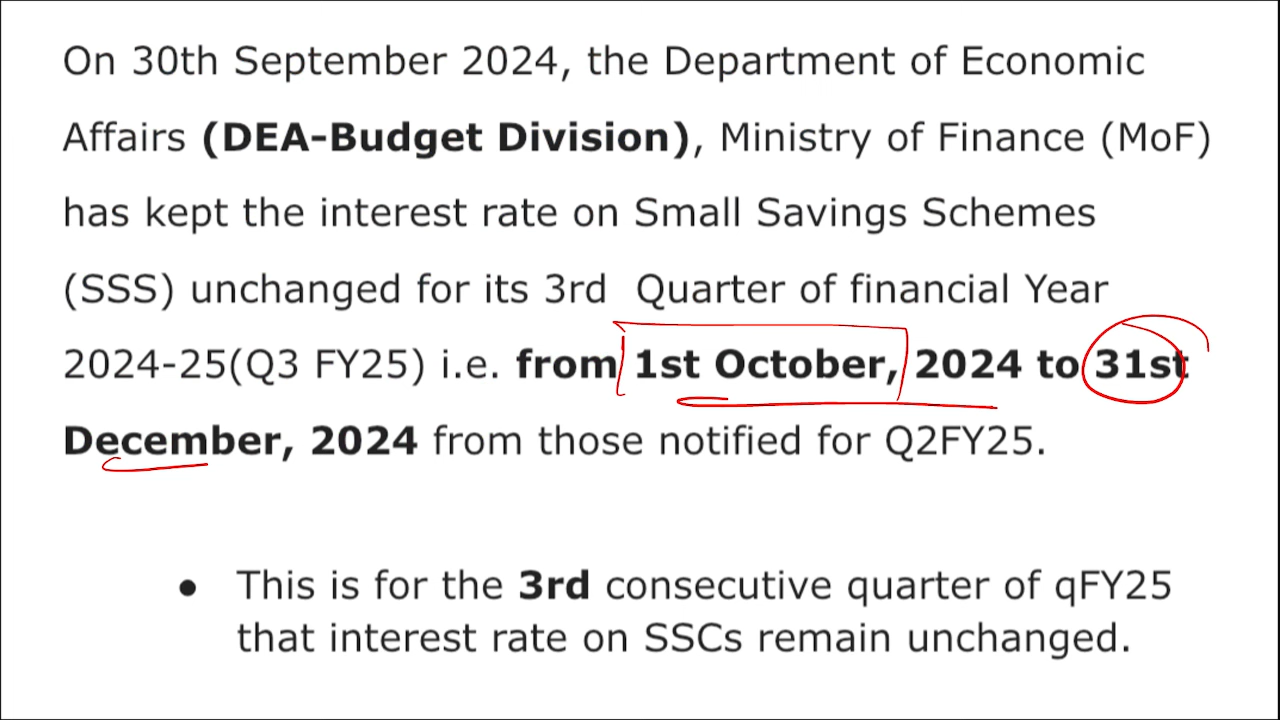 On 30th September 2024, the Department of Economic
Affairs (DEA-Budget Division), Ministry of Finance (MoF)
has kept the interest rate on Small Savings Schemes
(SSS) unchanged for its 3rd  Quarter of financial Year
2024-25(Q3 FY25) i.e. from 1st October, 2024 to 31st
December, 2024 from those notified for Q2FY25.
● This is for the 3rd consecutive quarter of qFY25
that interest rate on SSCs remain unchanged.